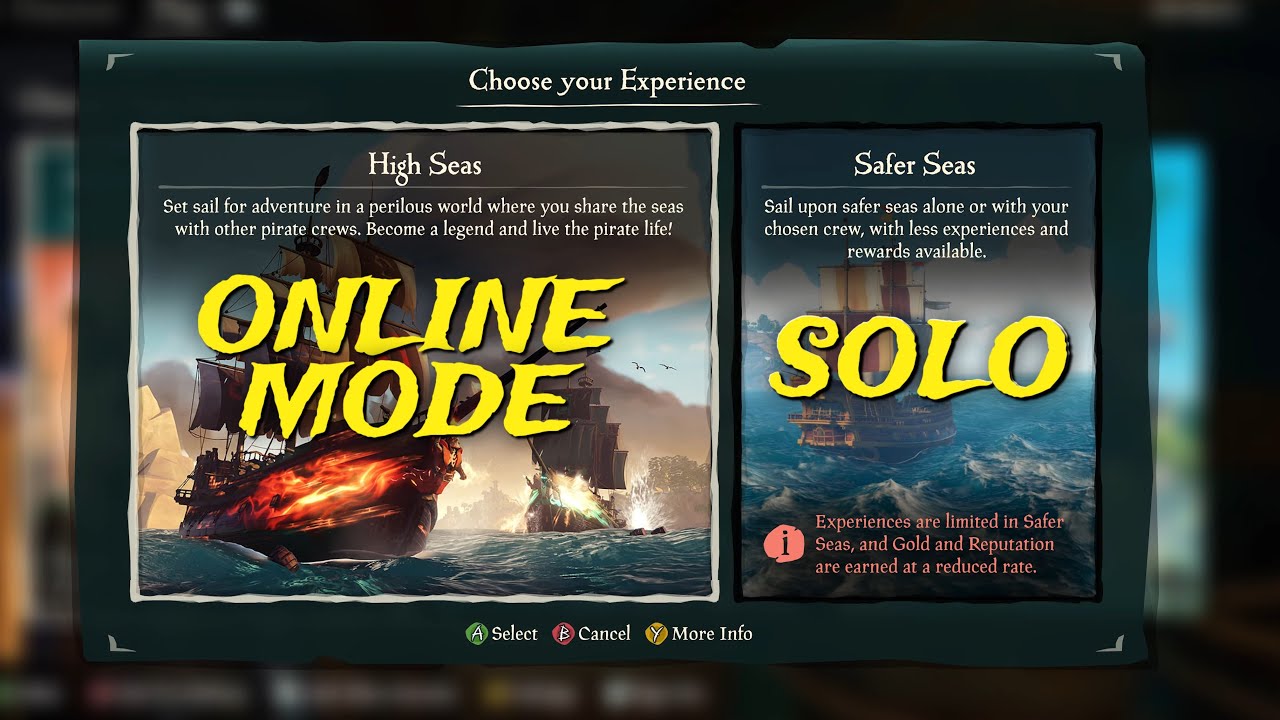 Choose your Experience
High Seas
Set sail for adventure in a perilous world where you share the seas
with other pirate crews. Become a legend and live the pirate life!
ONLINE
MODE
Safer Seas
Sail upon safer seas alone or with your
chosen crew, with less experiences and
rewards available.
SOLO
i
Experiences are limited in Safer
Seas, and Gold and Reputation
are earned at a reduced rate.
A Select B Cancel Y More Info